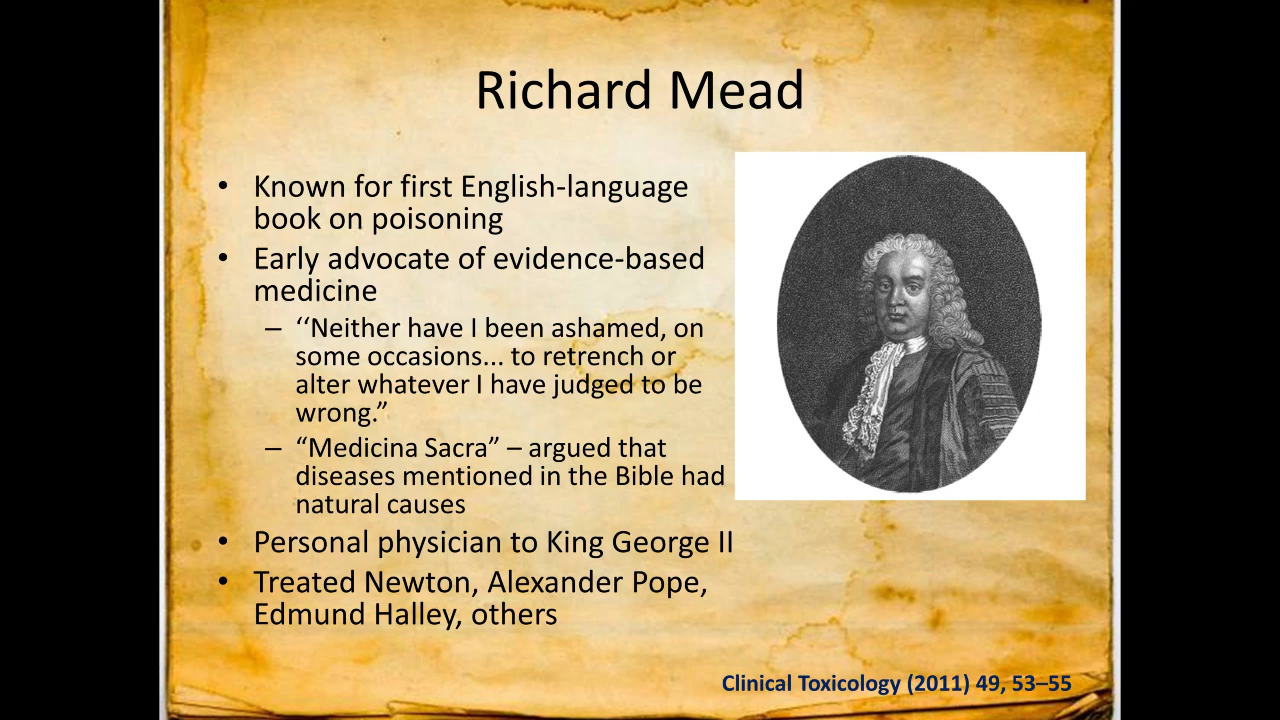 Richard Mead
• Known for first English-language
book on poisoning
• Early advocate of evidence-based
medicine
– ‘‘Neither have I been ashamed, on
some occasions... to retrench or
alter whatever I have judged to be
wrong.”
– “Medicina Sacra” – argued that
diseases mentioned in the Bible had
natural causes
• Personal physician to King George II
• Treated Newton, Alexander Pope,
Edmund Halley, others
Clinical Toxicology (2011) 49, 53–55